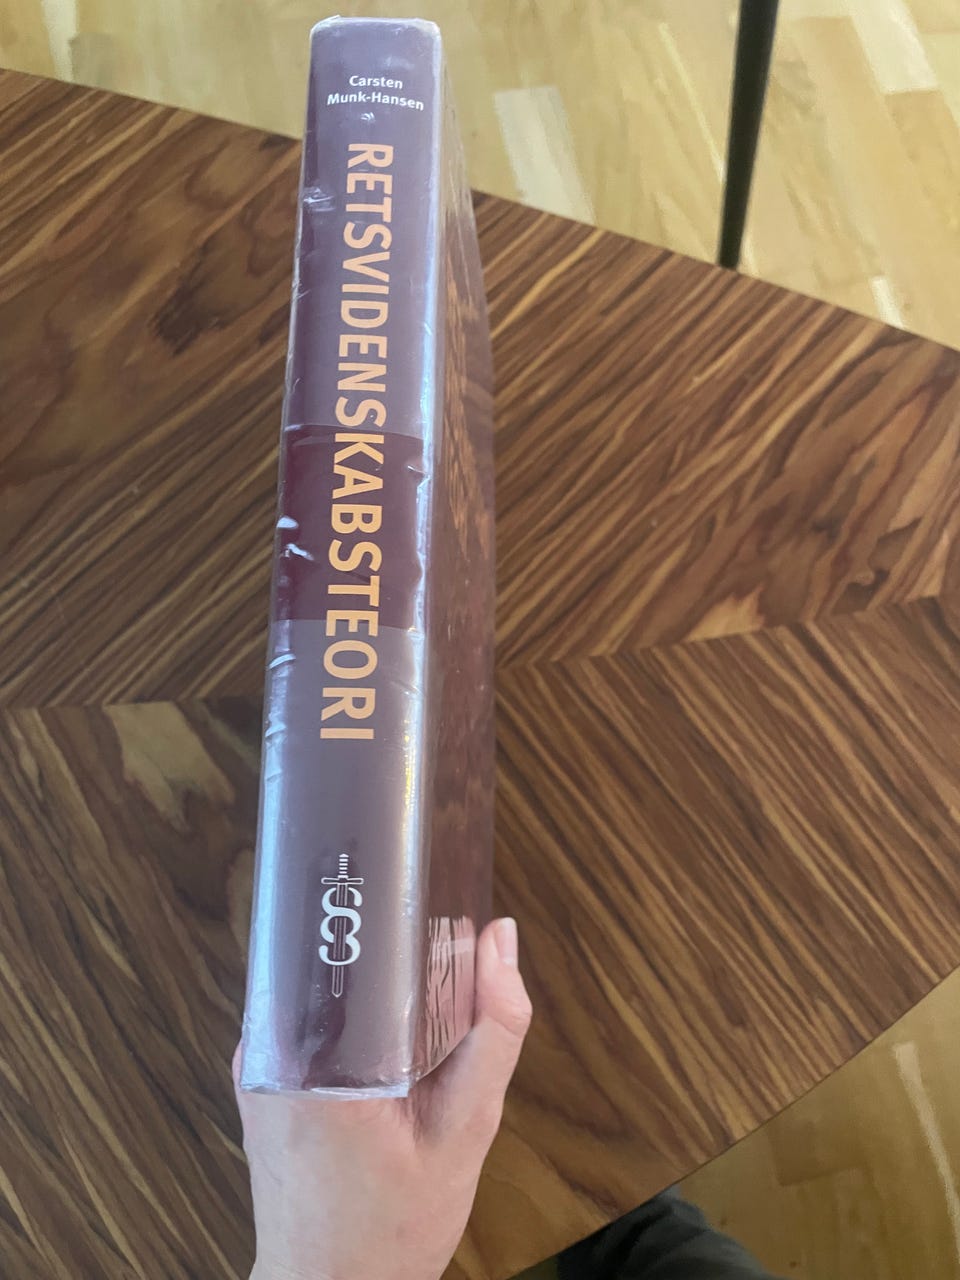 Carsten
Munk-Hansen
RETSVIDENSKABSTEORI